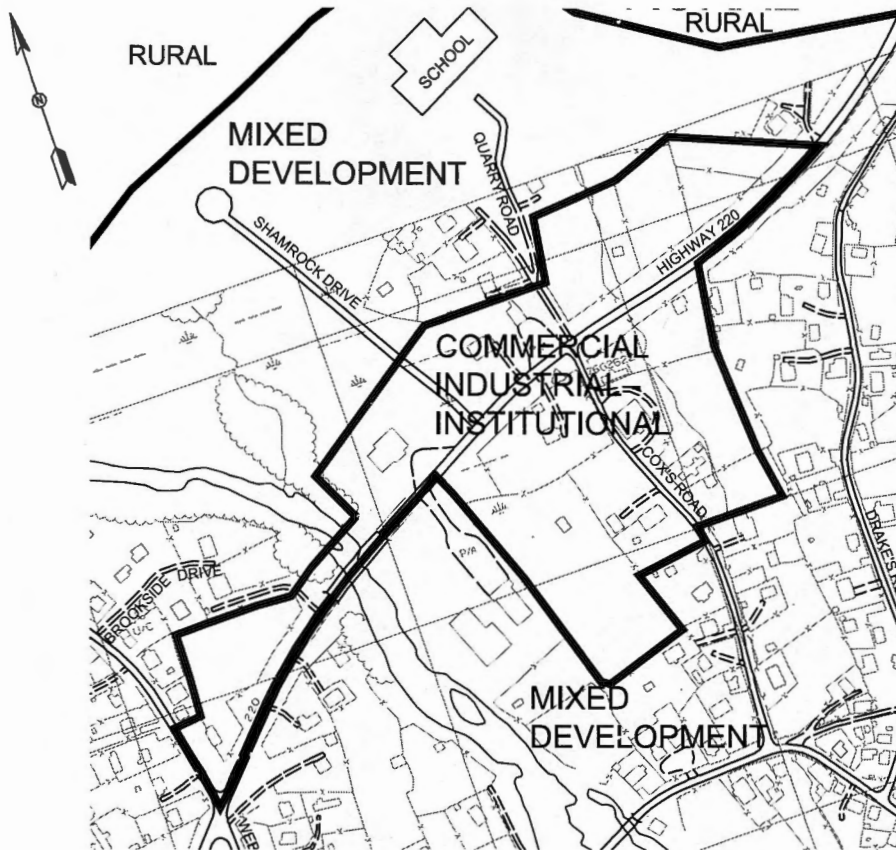 RURAL
SCHOOL
RURAL
N
MIXED
DEVELOPMENT
QUARRY ROAD
SHAMROCK DRIVE
HIGHWAY 220
COMMERCIAL
INDUSTRIAL
INSTITUTIONAL
COX'S ROAD
P/A
BROOKSIDE DRIVE
U/C
220
MIXED
DEVELOPMENT